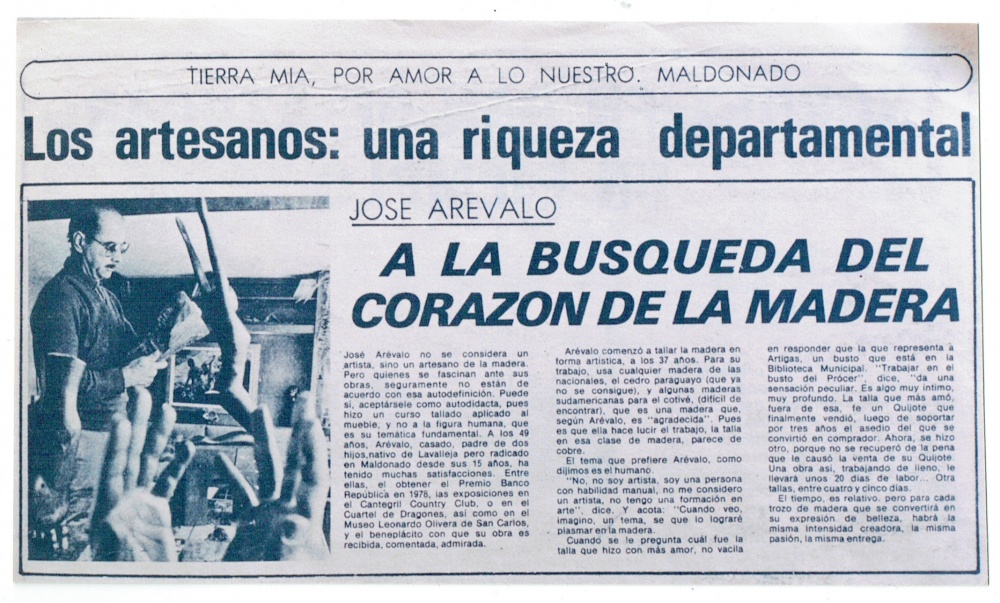 TIERRA MIA, POR AMOR A LO NUESTRO. MALDONADO
Los artesanos: una riqueza departamental
JOSE AREVALO
A LA BUSQUEDA DEL
CORAZON DE LA MADERA
José Arévalo no se considera un
artista, sino un artesano de la madera.
Pero quienes se fascinan ante sus
obras, seguramente no están de
acuerdo con esa autodefinición. Puede
sí, aceptársele como autodidacta, pues
hizo un curso tallado aplicado al
mueble, y no a la figura humana, que
es su temática fundamental. A los 49
años, Arévalo, casado, padre de dos
hijos,nativo de Lavalleja pero radicado
en Maldonado desde sus 15 años, ha
tenido muchas satisfacciones. Entre
ellas, el obtener el Premio Banco
República en 1978, las exposiciones en
el Cantegril Country Club, o en el
Cuartel de Dragones, así como en el
Museo Leonardo Olivera de San Carlos,
y el beneplácito con que su obra es
recibida, comentada, admirada.
Arévalo comenzó a tallar la madera en
forma artística, a los 37 años. Para su
trabajo, usa cualquier madera de las
nacionales, el cedro paraguayo (que ya
no se consigue), y algunas maderas
sudamericanas para el cotivé, (difícil de
encontrar), que es una madera que,
según Arévalo, es "agradecida". Pues
es que ella hace lucir el trabajo, la talla
en esa clase de madera, parece de
cobre.
El tema que prefiere Arévalo, como
dijimos es el humano.
"No, no soy artista, soy una persona
con habilidad manual, no me considero
un artista, no tengo una formación en
arte", dice. Y acota: "Cuando veo,
imagino, un tema, se que lo lograré
plasmar en la madera.
Cuando se le pregunta cuál fue la
talla que hizo con más amor, no vacila
en responder que la que representa a
Artigas, un busto que está en la
Biblioteca Municipal. "Trabajar en el
busto del Prócer", dice, "da una
sensación peculiar. Es algo muy íntimo,
muy profundo. La talla que más amó,
fuera de esa, fe un Quijote que
finalmente vendió, luego de soportar
por tres años el asedio del que se
convirtió en comprador. Ahora, se hizo
otro, porque no se recuperó de la pena
que le causó la venta de su Quijote.
Una obra así, trabajando de lleno, le
llevará unos 20 días de labor... Otra
tallas, entre cuatro y cinco días.
El tiempo, es relativo. pero para cada
trozo de madera que se convertirá en
su expresión de belleza, habrá la
misma intensidad creadora, la misma
pasión, la misma entrega.